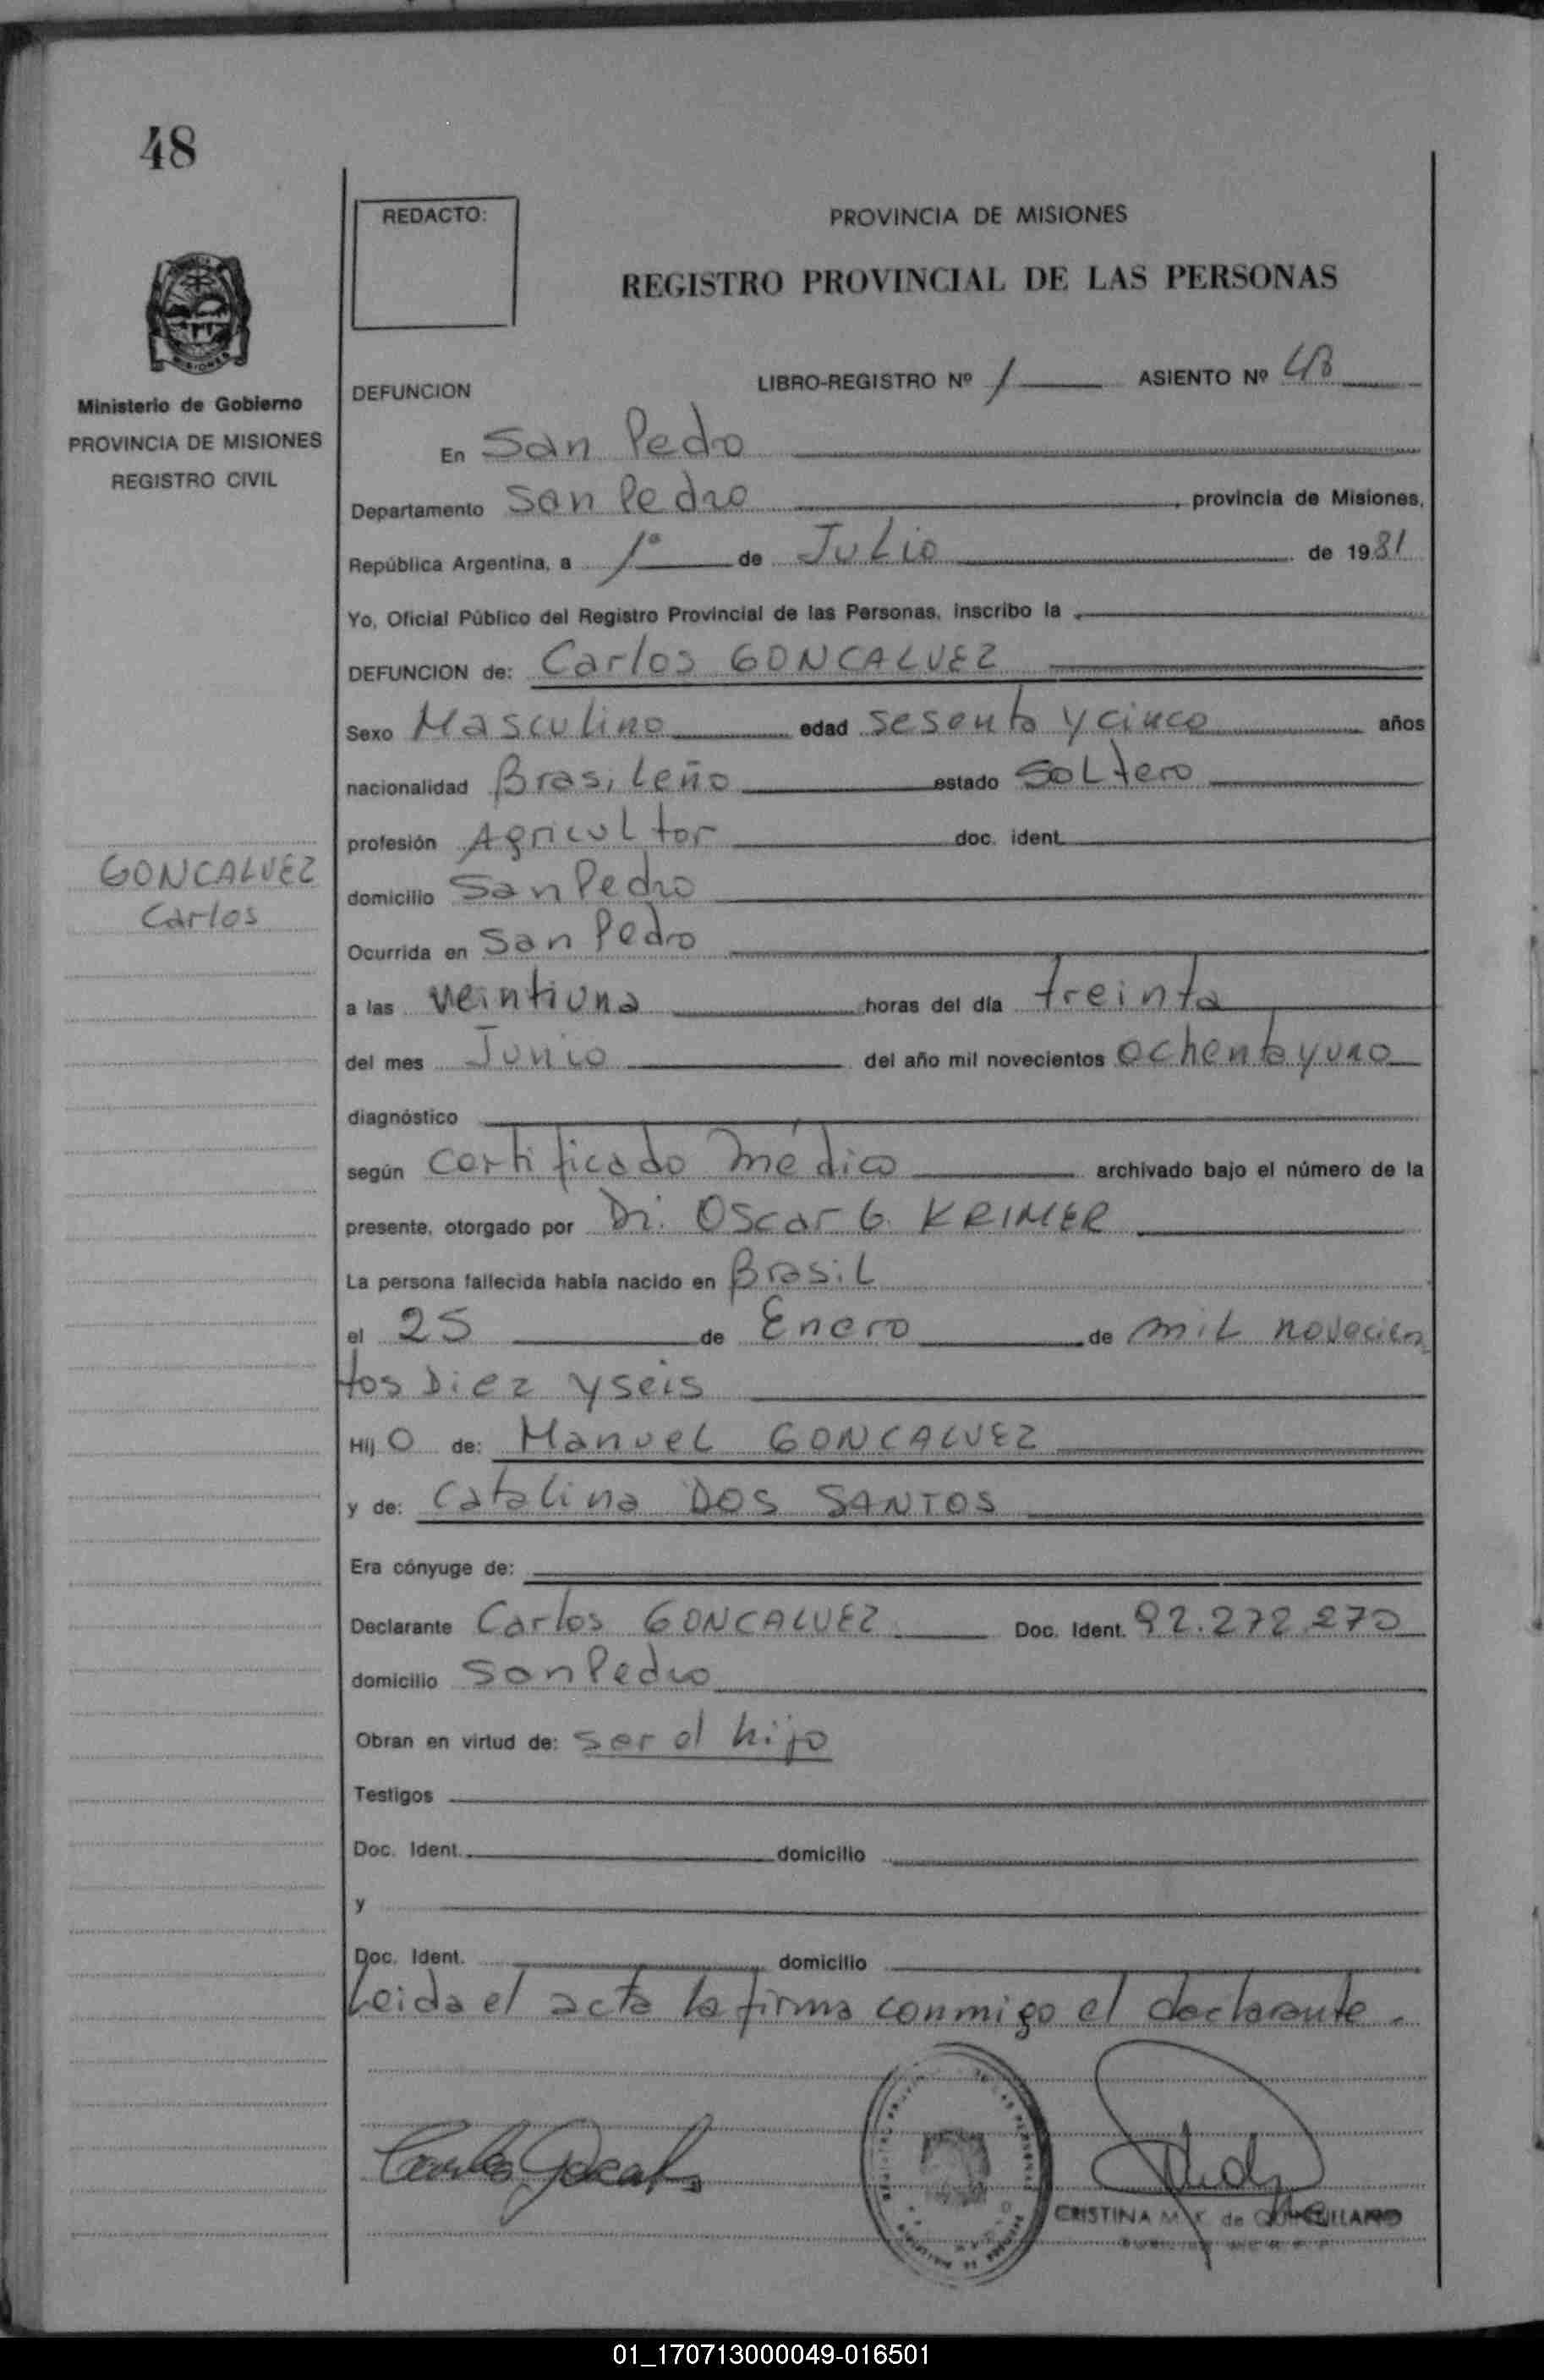 48
REDACTO:
PROVINCIA DE MISIONES
REGISTRO PROVINCIAL DE LAS PERSONAS
MISIONES
Ministerio de Gobierno
PROVINCIA DE MISIONES
REGISTRO CIVIL
DEFUNCION LIBRO-REGISTRO Nº 1 ASIENTO Nº 48
En San Pedro
Departamento San Pedro, provincia de Misiones,
República Argentina, a 1º de Julio de 1981
Yo, Oficial Público del Registro Provincial de las Personas, inscribo la
DEFUNCION de: Carlos GONCALVEZ
Sexo Masculino edad sesenta y cinco años
nacionalidad Brasileño estado Soltero
profesión Agricultor doc. ident.
GONCALVEZ
Carlos
domicilio San Pedro
Ocurrida en San Pedro
a las veintiuna horas del día treinta
del mes Junio del año mil novecientos ochenta y uno
diagnóstico
según certificado médico archivado bajo el número de la
presente, otorgado por Dr. Oscar G. KRIMER
La persona fallecida había nacido en Brasil
el 25 de Enero de mil novecien
tos Diez y seis
Hij o de: Manuel GONCALVEZ
y de: Catalina DOS SANTOS
Era cónyuge de:
Declarante Carlos GONCALVEZ Doc. Ident. 92.272.270
domicilio San Pedro
Obran en virtud de: ser el hijo
Testigos
Doc. Ident. domicilio
y
Doc. Ident. domicilio
Leida el acta la firma conmigo el declarante.
Carlos
CRISTINA M. de
01_170713000049-016501